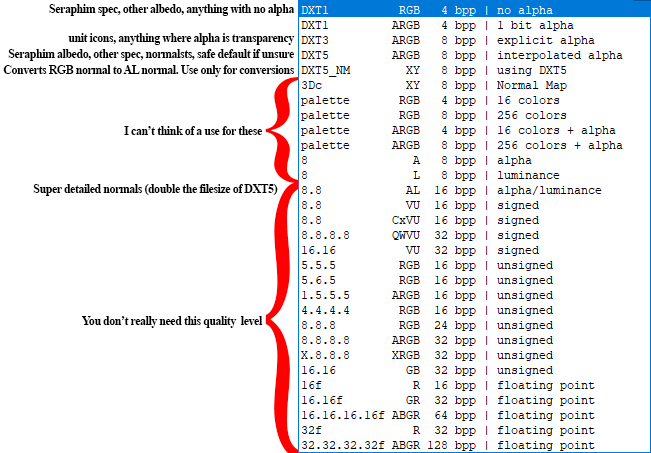 Seraphim spec, other albedo, anything with no alpha DXT1 RGB 4 bpp | no alpha
DXT1 ARGB 4 bpp | 1 bit alpha
unit icons, anything where alpha is transparency DXT3 ARGB 8 bpp | explicit alpha
Seraphim albedo, other spec, normalsts, safe default if unsure DXT5 ARGB 8 bpp | interpolated alpha
Converts RGB normal to AL normal. Use only for conversions DXT5_NM XY 8 bpp | using DXT5
3Dc XY 8 bpp | Normal Map
palette RGB 4 bpp | 16 colors
palette RGB 8 bpp | 256 colors
I can't think of a use for these palette ARGB 4 bpp | 16 colors + alpha
palette ARGB 8 bpp | 256 colors + alpha
8 A 8 bpp | alpha
8 L 8 bpp | luminance
Super detailed normals (double the filesize of DXT5) 8.8 AL 16 bpp | alpha/luminance
8.8 VU 16 bpp | signed
8.8 CxVU 16 bpp | signed
8.8.8.8 QWVU 32 bpp | signed
16.16 VU 32 bpp | signed
5.5.5 RGB 16 bpp | unsigned
5.6.5 RGB 16 bpp | unsigned
1.5.5.5 ARGB 16 bpp | unsigned
4.4.4.4 RGB 16 bpp | unsigned
You don't really need this quality level 8.8.8 RGB 24 bpp | unsigned
8.8.8.8 ARGB 32 bpp | unsigned
X.8.8.8 XRGB 32 bpp | unsigned
16.16 GB 32 bpp | unsigned
16f R 16 bpp | floating point
16.16f GR 32 bpp | floating point
16.16.16.16f ABGR 64 bpp | floating point
32f R 32 bpp | floating point
32.32.32.32f ABGR 128 bpp | floating point